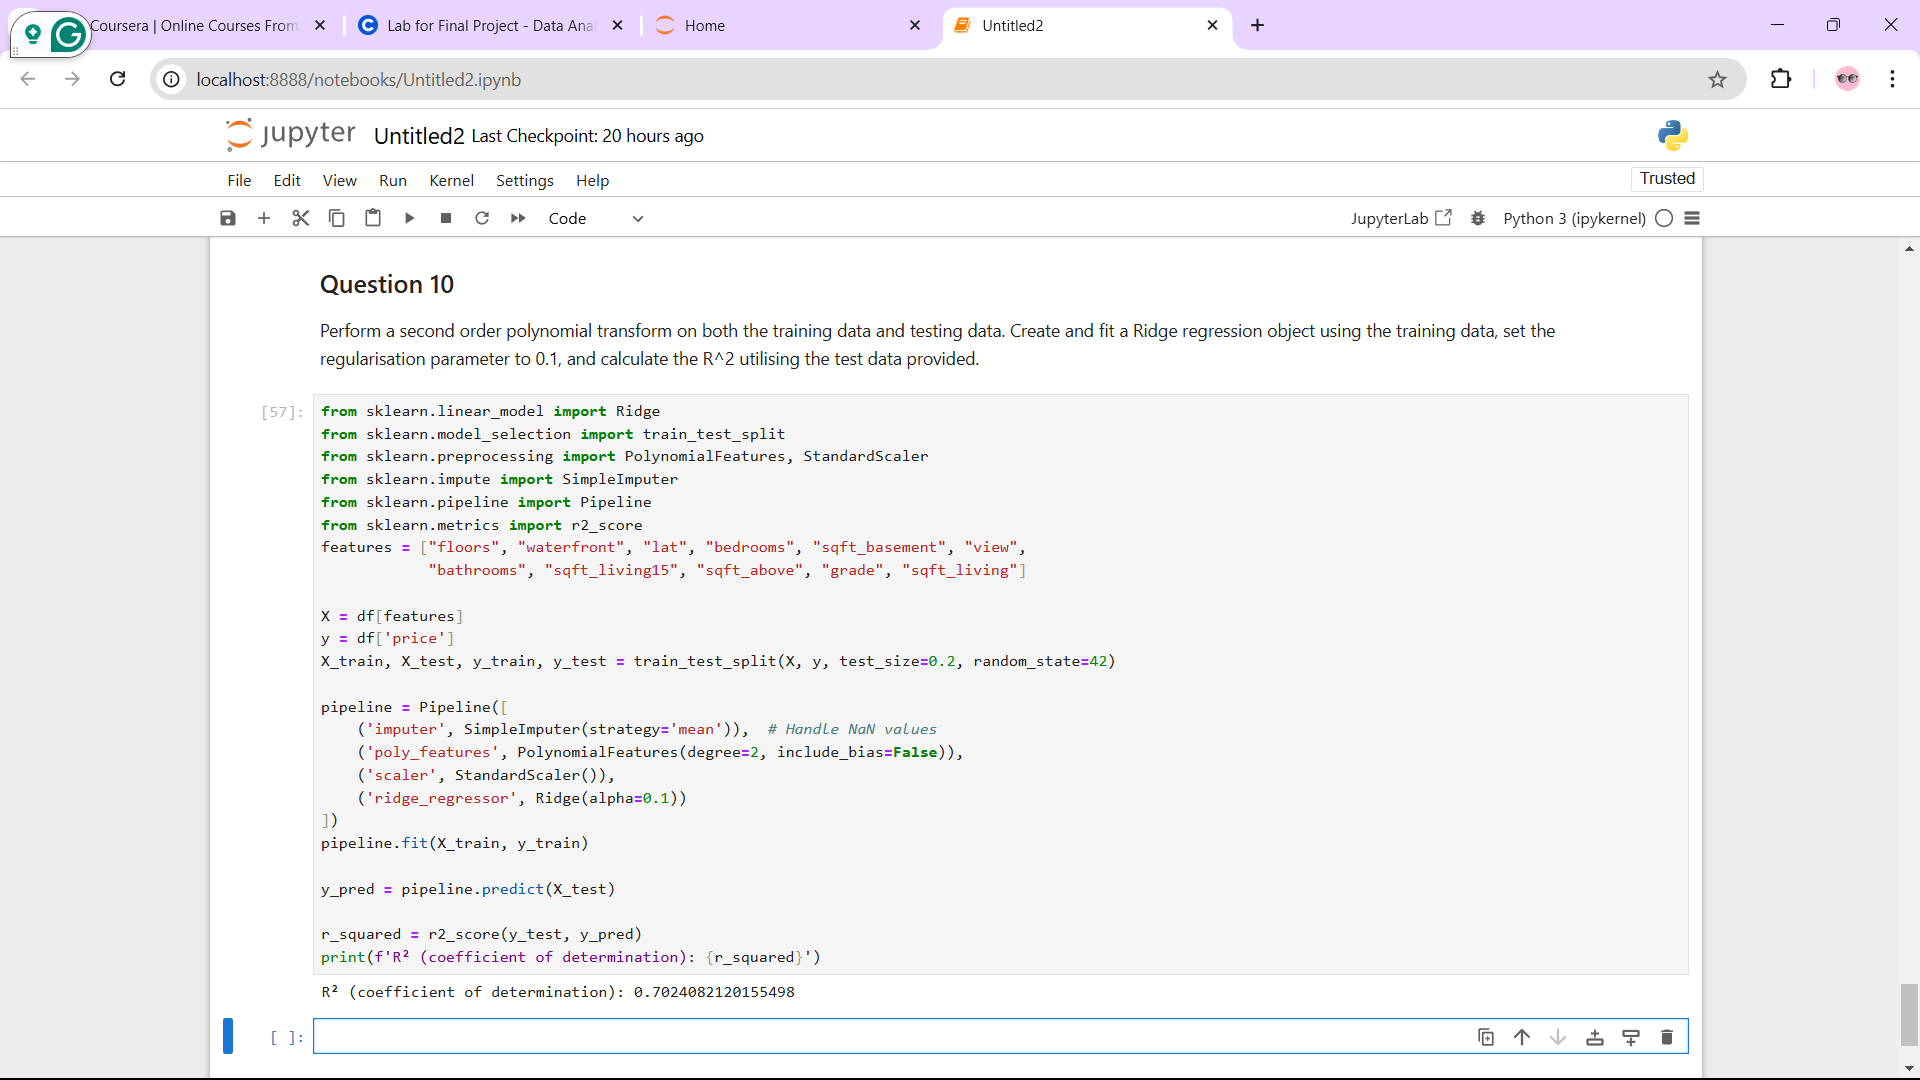 Coursera | Online Courses From
Lab for Final Project - Data Anal
Home
Untitled2
localhost:8888/notebooks/Untitled2.ipynb
jupyter Untitled2 Last Checkpoint: 20 hours ago
File Edit View Run Kernel Settings Help
Trusted
Code
JupyterLab
Python 3 (ipykernel)
Question 10
Perform a second order polynomial transform on both the training data and testing data. Create and fit a Ridge regression object using the training data, set the
regularisation parameter to 0.1, and calculate the R^2 utilising the test data provided.
[57]:
from sklearn.linear_model import Ridge
from sklearn.model_selection import train_test_split
from sklearn.preprocessing import PolynomialFeatures, StandardScaler
from sklearn.impute import SimpleImputer
from sklearn.pipeline import Pipeline
from sklearn.metrics import r2_score
features = ["floors", "waterfront", "lat", "bedrooms", "sqft_basement", "view",
            "bathrooms", "sqft_living15", "sqft_above", "grade", "sqft_living"]

X = df[features]
y = df['price']
X_train, X_test, y_train, y_test = train_test_split(X, y, test_size=0.2, random_state=42)

pipeline = Pipeline([
    ('imputer', SimpleImputer(strategy='mean')),  # Handle NaN values
    ('poly_features', PolynomialFeatures(degree=2, include_bias=False)),
    ('scaler', StandardScaler()),
    ('ridge_regressor', Ridge(alpha=0.1))
])
pipeline.fit(X_train, y_train)

y_pred = pipeline.predict(X_test)

r_squared = r2_score(y_test, y_pred)
print(f'R² (coefficient of determination): {r_squared}')
R² (coefficient of determination): 0.7024082120155498
[ ]: